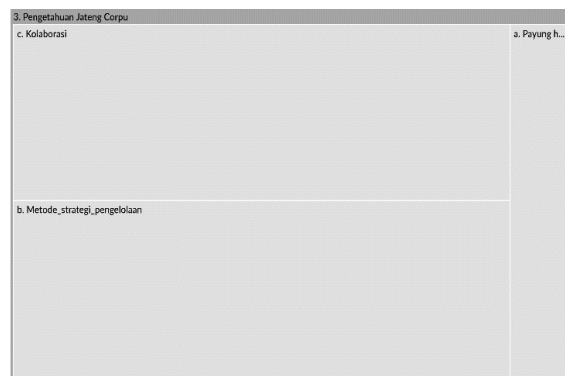 3. Pengetahuan Jateng Corpu
c. Kolaborasi
a. Payung h...
b. Metode_strategi_pengelolaan